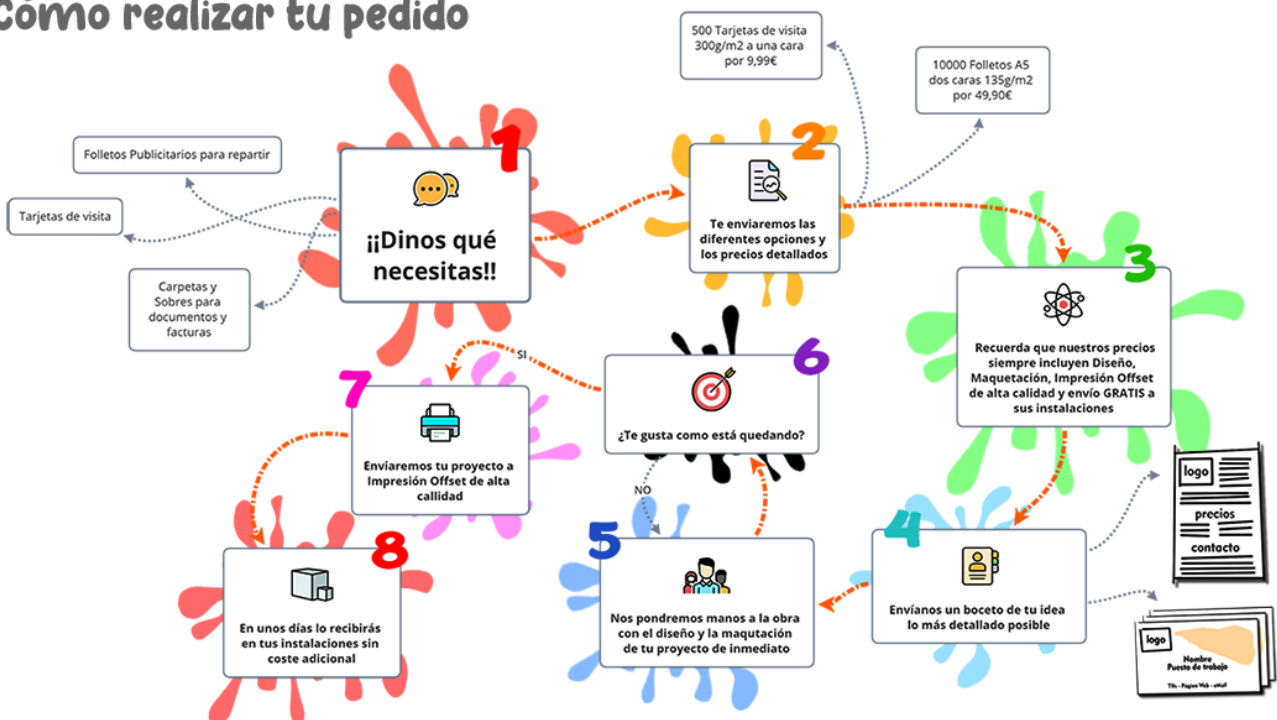 Cómo realizar tu pedido
1
¡¡Dinos qué
necesitas!!
Folletos Publicitarios para repartir
Tarjetas de visita
Carpetas y
Sobres para
documentos y
facturas
2
Te enviaremos las
diferentes opciones y
los precios detallados
500 Tarjetas de visita
300g/m2 a una cara
por 9,99€
10000 Folletos A5
dos caras 135g/m2
por 49,90€
3
Recuerda que nuestros precios
siempre incluyen Diseño,
Maquetación, Impresión Offset
de alta calidad y envío GRATIS a
sus instalaciones
4
Envíanos un boceto de tu idea
lo más detallado posible
logo
precios
contacto
logo
Nombre
Puesto de trabajo
Tlfs - Página Web - eMail
5
Nos pondremos manos a la obra
con el diseño y la maqutación
de tu proyecto de inmediato
6
¿Te gusta como está quedando?
NO
SI
7
Enviaremos tu proyecto a
Impresión Offset de alta
callidad
8
En unos días lo recibirás
en tus instalaciones sin
coste adicional